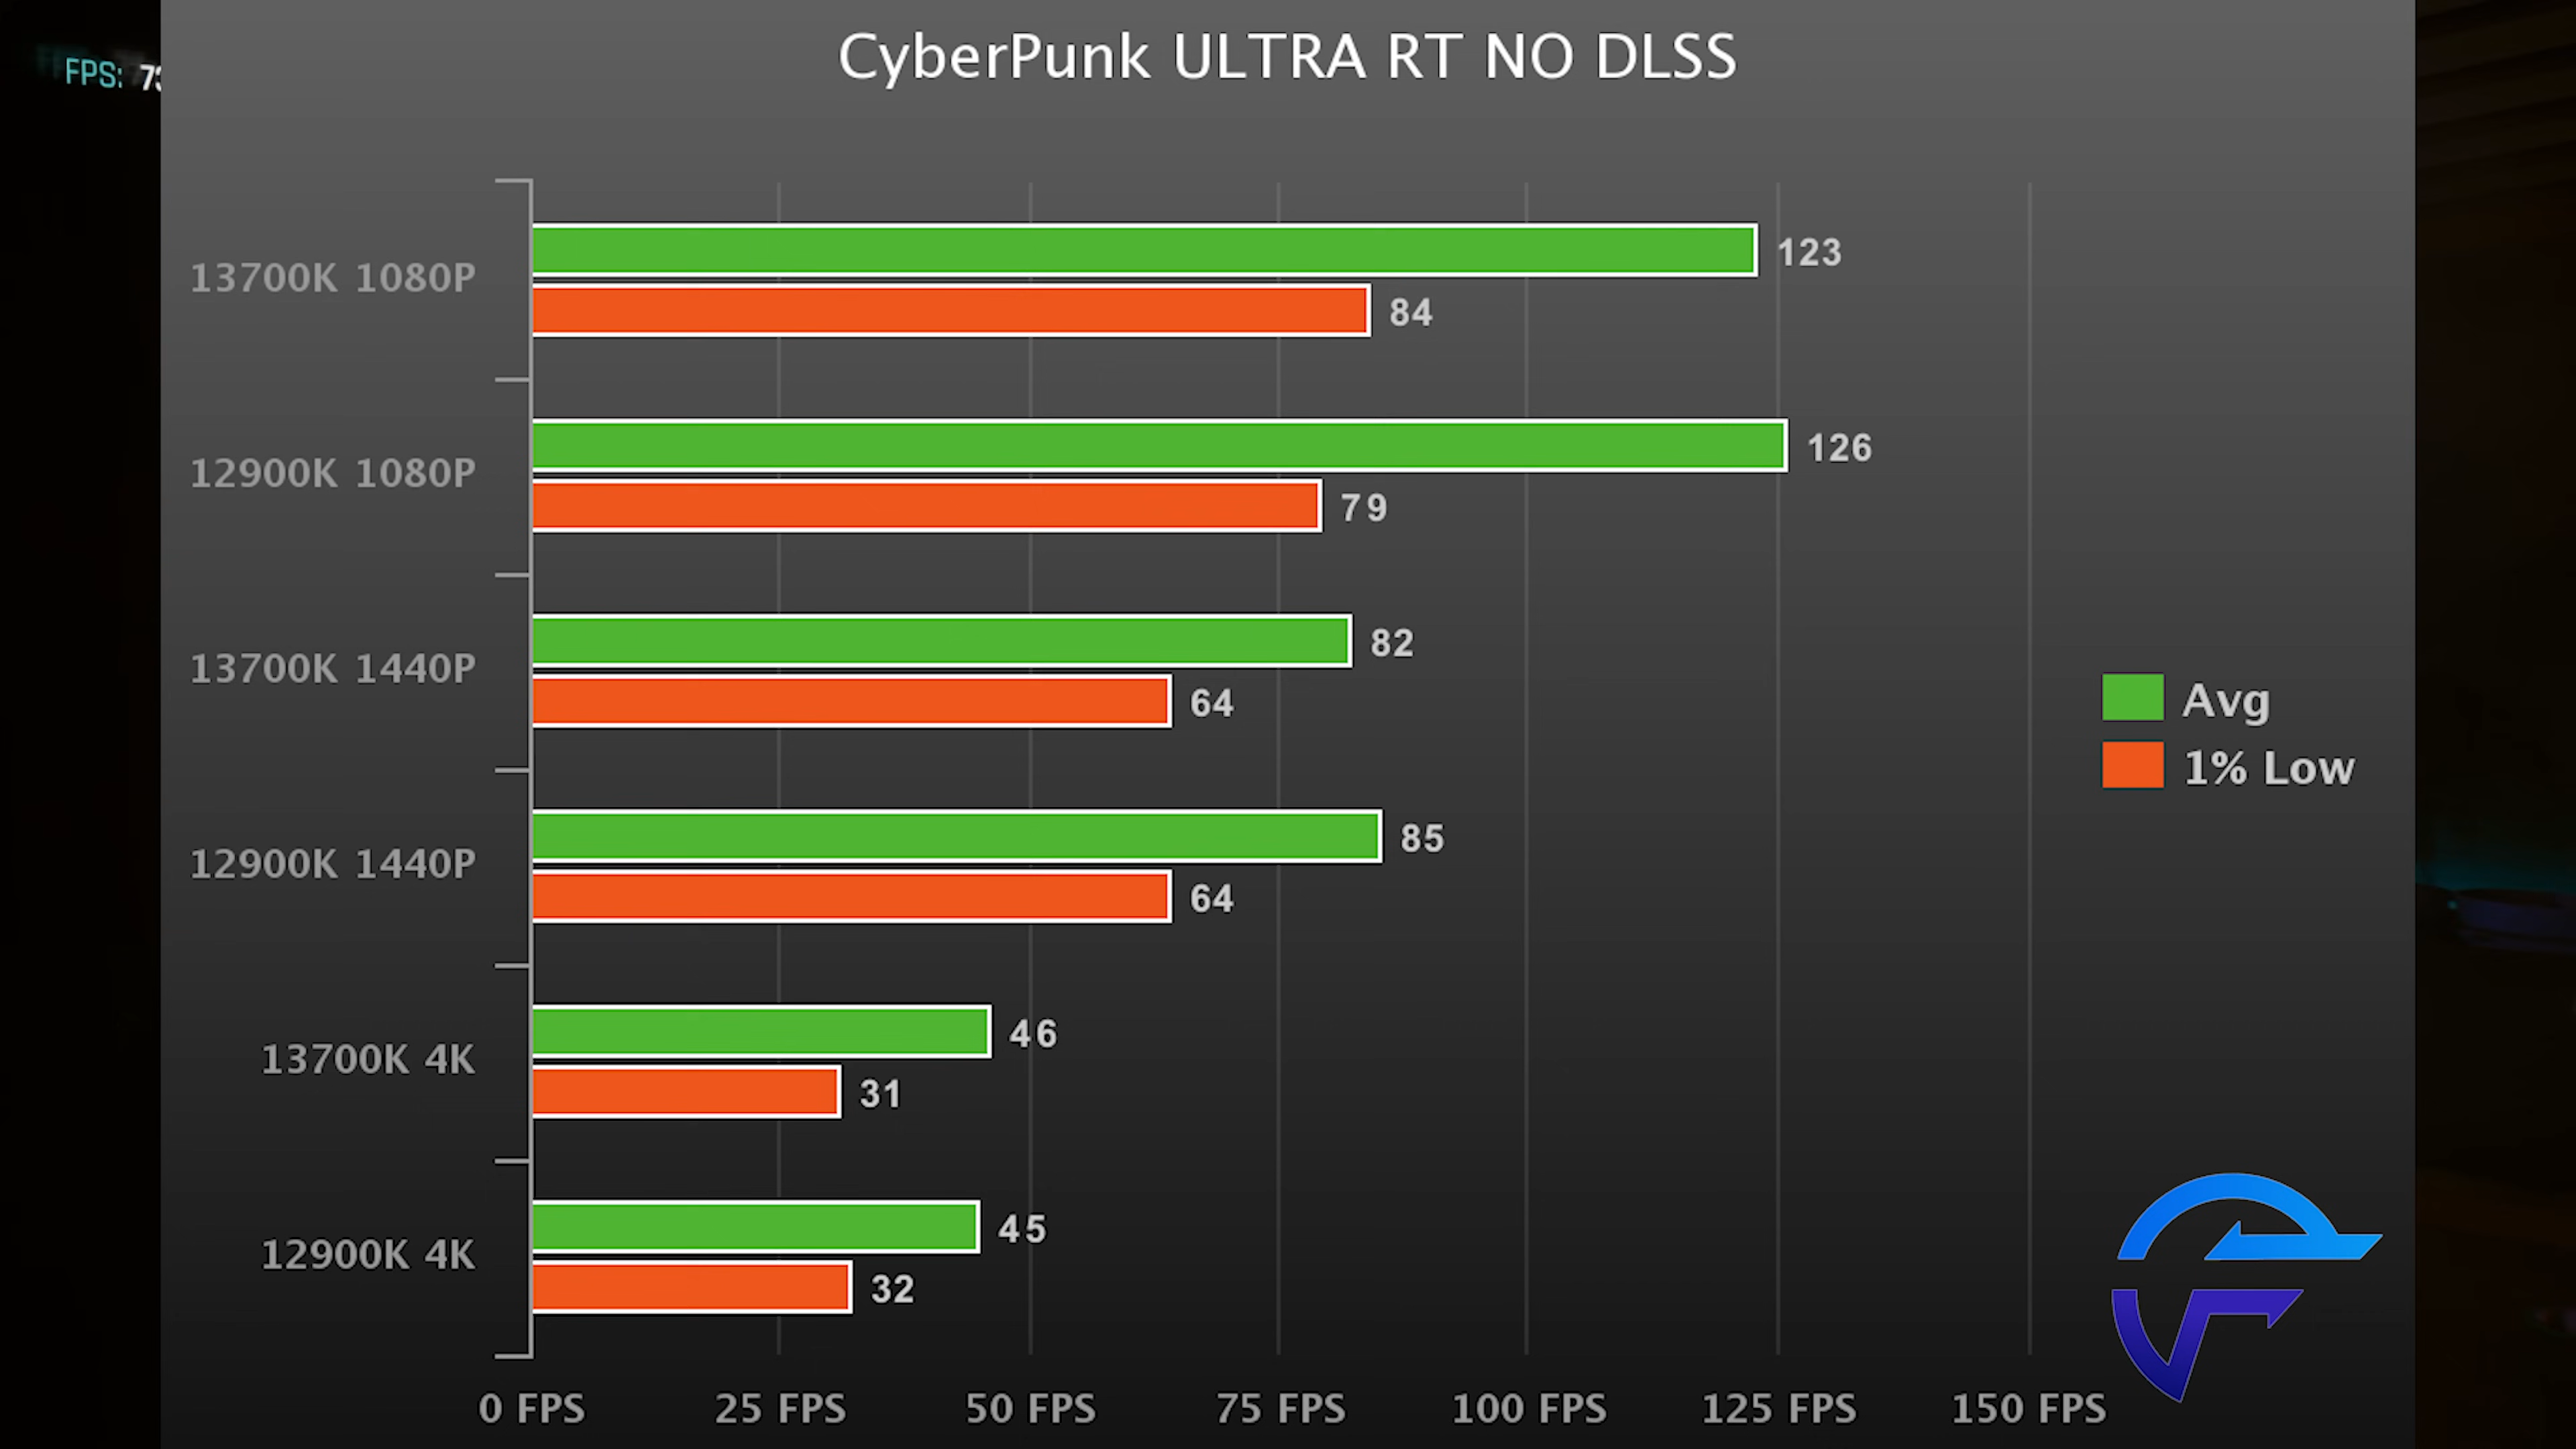 CyberPunk ULTRA RT NO DLSS
FPS:
13700K 1080P
123
84
12900K 1080P
126
79
13700K 1440P
82
64
12900K 1440P
85
64
13700K 4K
46
31
12900K 4K
45
32
Avg
1% Low
0 FPS 25 FPS 50 FPS 75 FPS 100 FPS 125 FPS 150 FPS